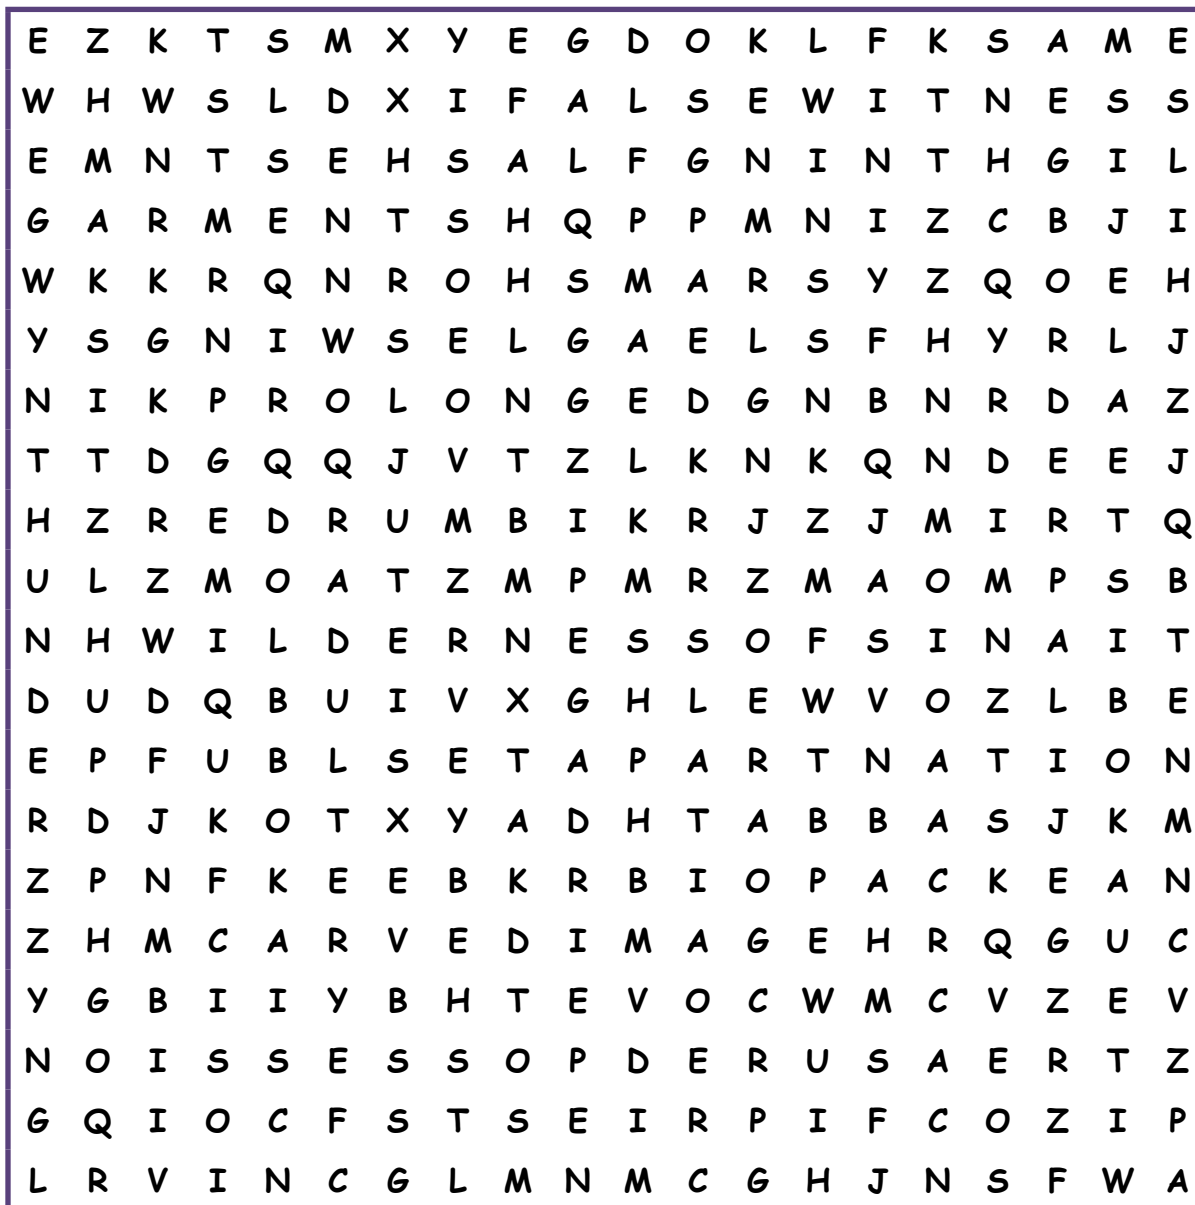 E Z K T S M X Y E G D O K L F K S A M E
W H W S L D X I F A L S E W I T N E S S
E M N T S E H S A L F G N I N T H G I L
G A R M E N T S H Q P P M N I Z C B J I
W K K R Q N R O H S M A R S Y Z Q O E H
Y S G N I W S E L G A E L S F H Y R L J
N I K P R O L O N G E D G N B N R D A Z
T T D G Q Q J V T Z L K N K Q N D E E J
H Z R E D R U M B I K R J Z J M I R T Q
U L Z M O A T Z M P M R Z M A O M P S B
N H W I L D E R N E S S O F S I N A I T
D U D Q B U I V X G H L E W V O Z L B E
E P F U B L S E T A P A R T N A T I O N
R D J K O T X Y A D H T A B B A S J K M
Z P N F K E E B K R B I O P A C K E A N
Z H M C A R V E D I M A G E H R Q G U C
Y G B I I Y B H T E V O C W M C V Z E V
N O I S S E S S O P D E R U S A E R T Z
G Q I O C F S T S E I R P I F C O Z I P
L R V I N C G L M N M C G H J N S F W A